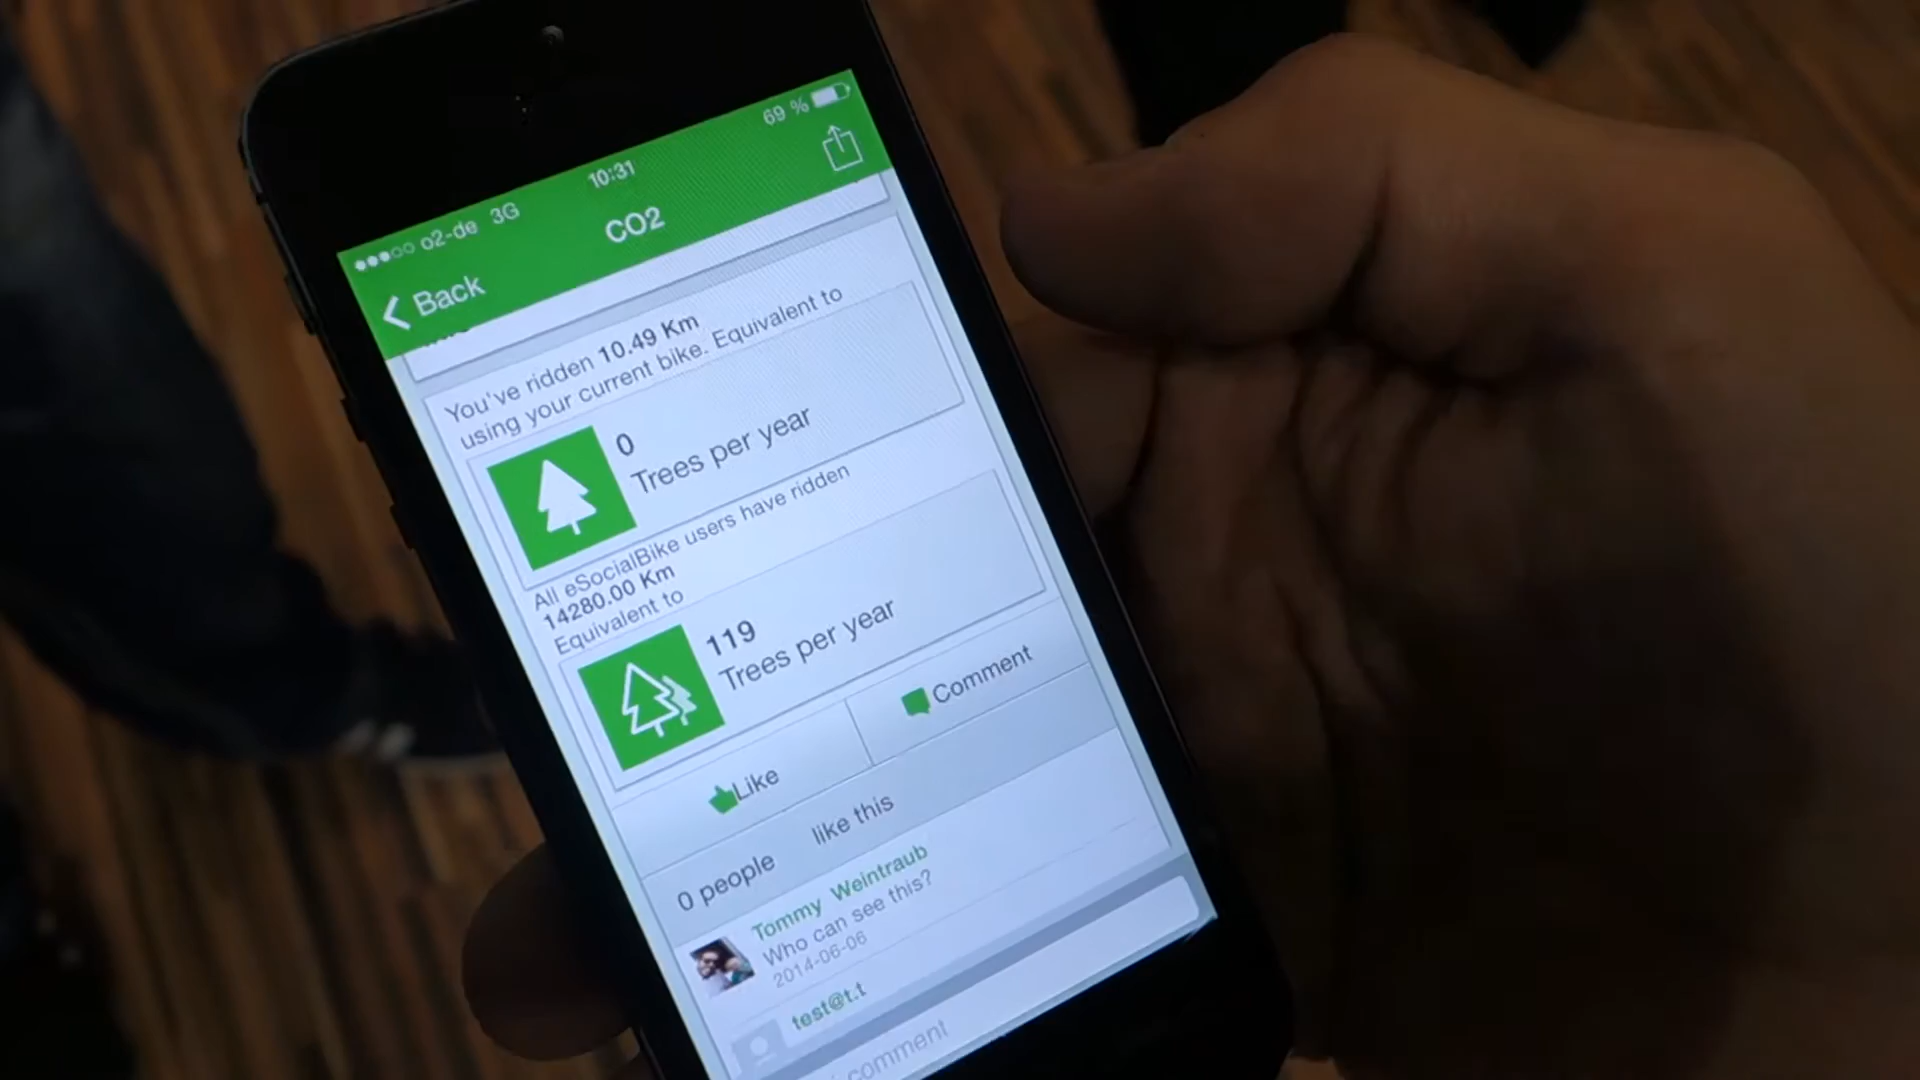 o2-de 3G 10:31 69 %
Back CO2
You've ridden 10.49 Km
using your current bike. Equivalent to
0
Trees per year
All eSocialBike users have ridden
14280.00 Km
Equivalent to
119
Trees per year
Like Comment
0 people like this
Tommy Weintraub
Who can see this?
2014-06-06
test@t.t
comment